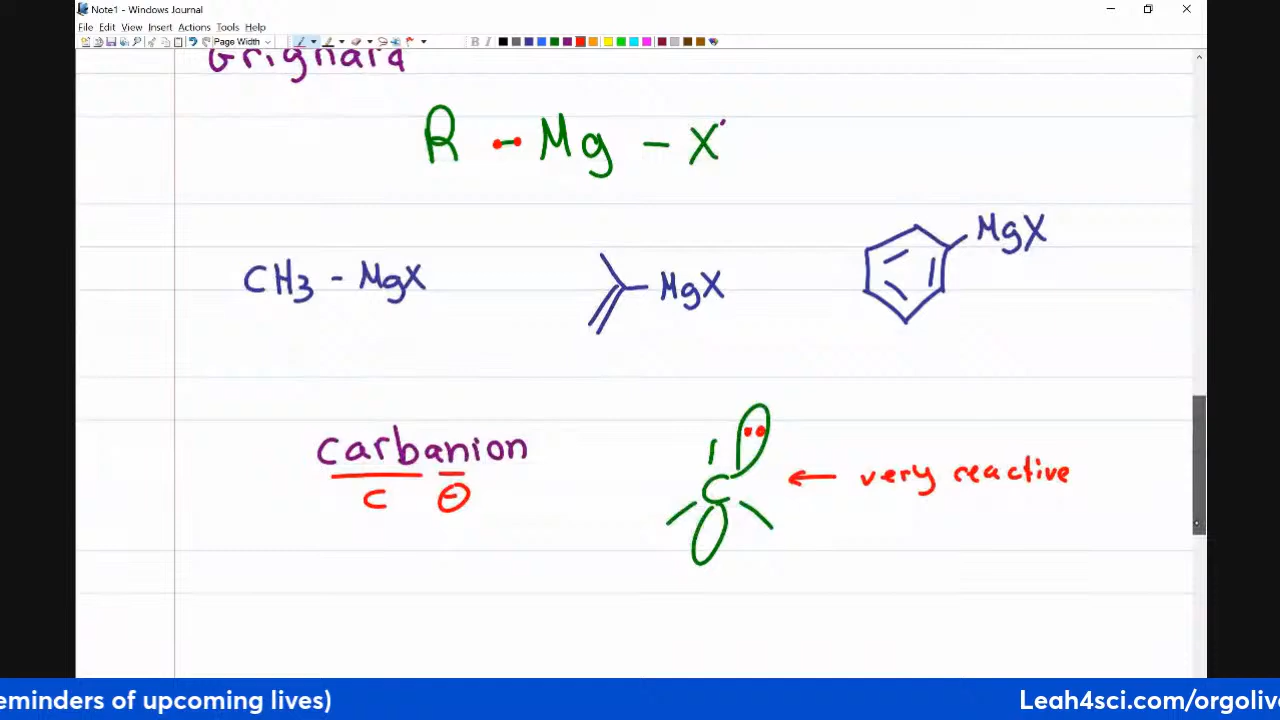 Note1 - Windows Journal
File Edit View Insert Actions Tools Help
Page Width B I
Grignard
R - Mg - X
CH3 - MgX
MgX
MgX
carbanion
C ⊖
C
← very reactive
eminders of upcoming lives)
Leah4sci.com/orgolive